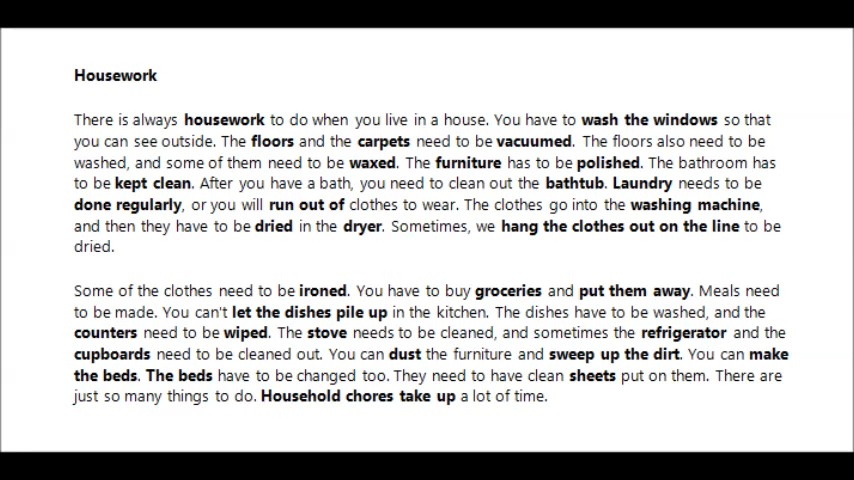 Housework
There is always housework to do when you live in a house. You have to wash the windows so that
you can see outside. The floors and the carpets need to be vacuumed. The floors also need to be
washed, and some of them need to be waxed. The furniture has to be polished. The bathroom has
to be kept clean. After you have a bath, you need to clean out the bathtub. Laundry needs to be
done regularly, or you will run out of clothes to wear. The clothes go into the washing machine,
and then they have to be dried in the dryer. Sometimes, we hang the clothes out on the line to be
dried.
Some of the clothes need to be ironed. You have to buy groceries and put them away. Meals need
to be made. You can't let the dishes pile up in the kitchen. The dishes have to be washed, and the
counters need to be wiped. The stove needs to be cleaned, and sometimes the refrigerator and the
cupboards need to be cleaned out. You can dust the furniture and sweep up the dirt. You can make
the beds. The beds have to be changed too. They need to have clean sheets put on them. There are
just so many things to do. Household chores take up a lot of time.